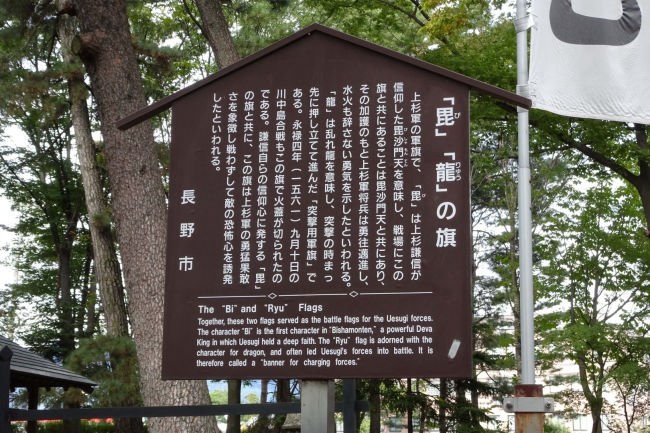 「毘」「龍」の旗
び
りゅう
上杉軍の軍旗で、「毘」は上杉謙信が
び
信仰した毘沙門天を意味し、戦場にこの
旗と共にあることは毘沙門天と共にあり、
その加護のもと上杉軍将兵は勇往邁進し、
水火も辞さない勇気を示したといわれる。
「龍」は乱れ龍を意味し、突撃の時まっ
先に押し立てて進んだ「突撃用軍旗」で
ある。永禄四年（一五六一）九月十日の
川中島合戦もこの旗で火蓋が切られたの
である。謙信自らの信仰心に発する「毘」
の旗と共に、この旗は上杉軍の勇猛果敢
さを象徴し戦わずして敵の恐怖心を誘発
したといわれる。
長野市
The "Bi" and "Ryu" Flags
Together, these two flags served as the battle flags for the Uesugi forces.
The character "Bi" is the first character in "Bishamonten," a powerful Deva
King in which Uesugi held a deep faith. The "Ryu" flag is adorned with the
character for dragon, and often led Uesugi's forces into battle. It is
therefore called a "banner for charging forces."